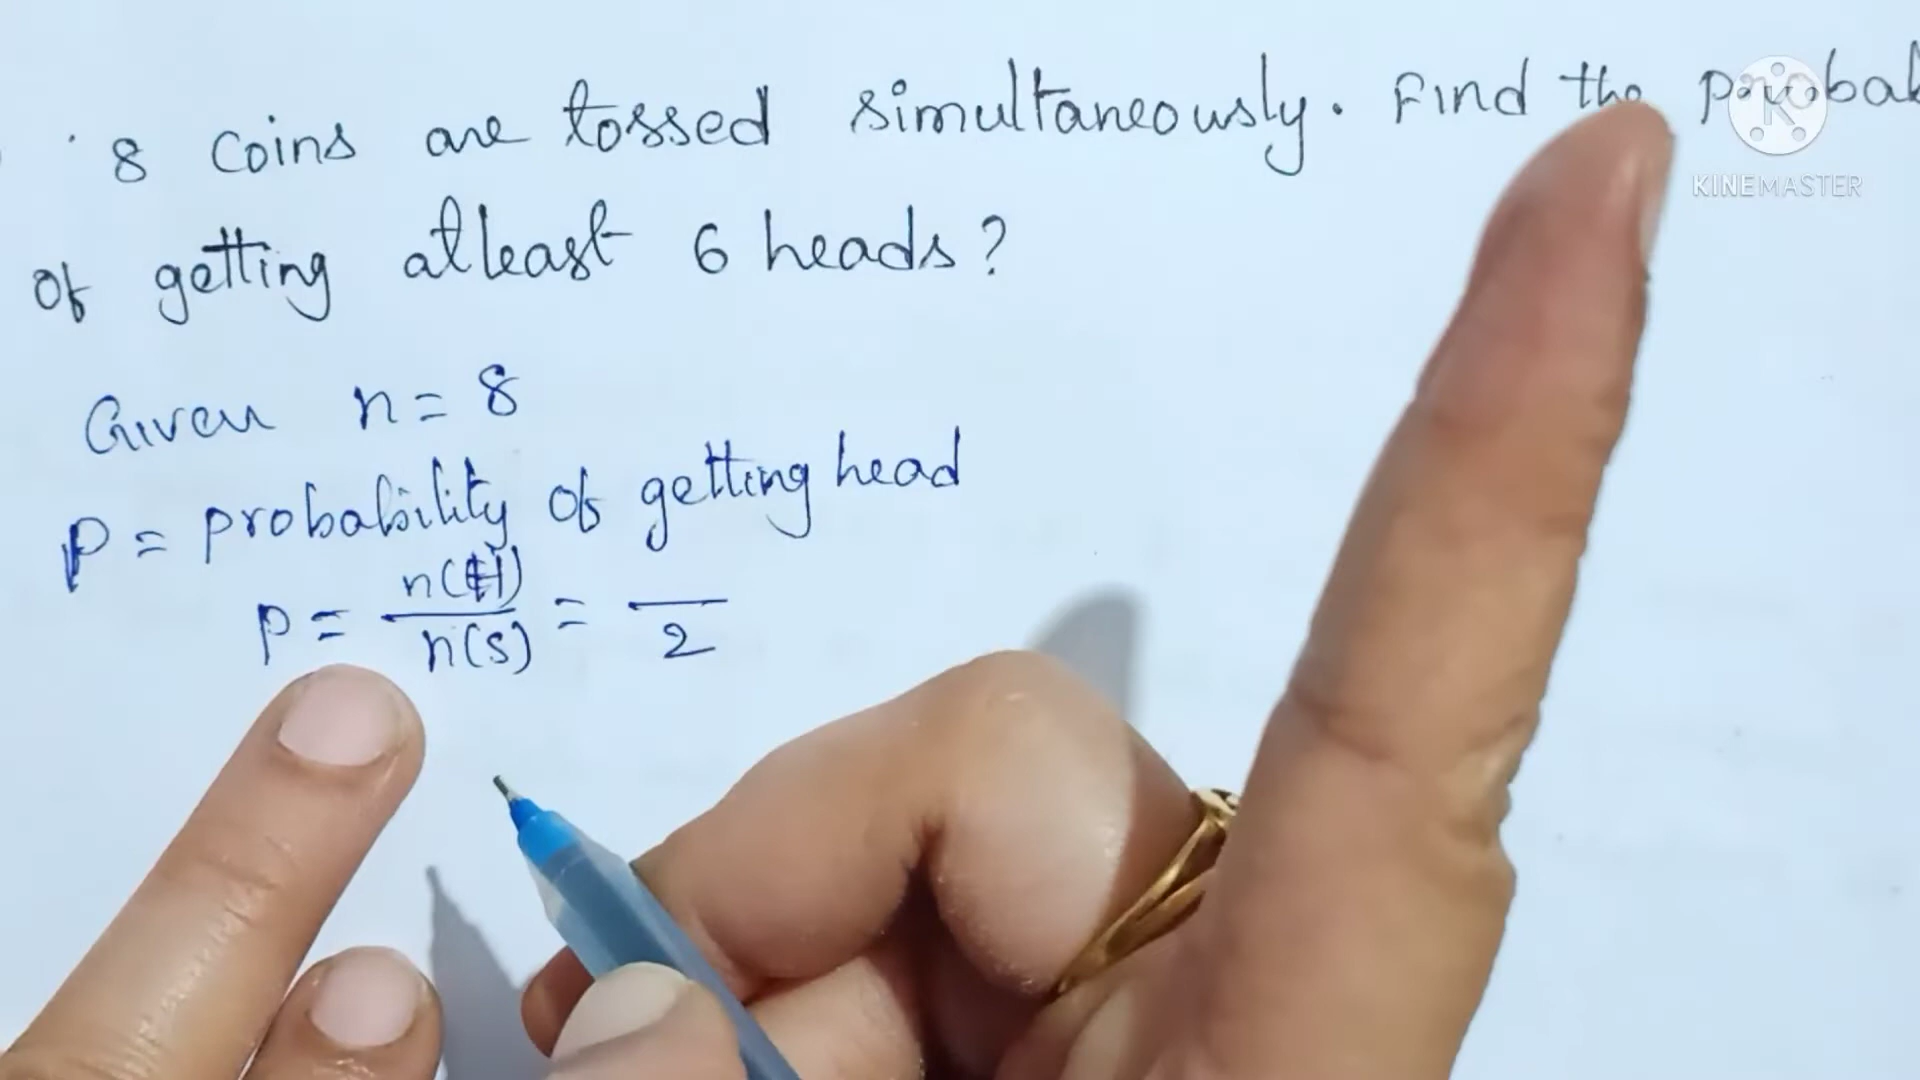 8 coins are tossed simultaneously. Find the probab
of getting atleast 6 heads?
Given n = 8
P = probability of getting head
P = n(H)/n(S) = /2
KINEMASTER